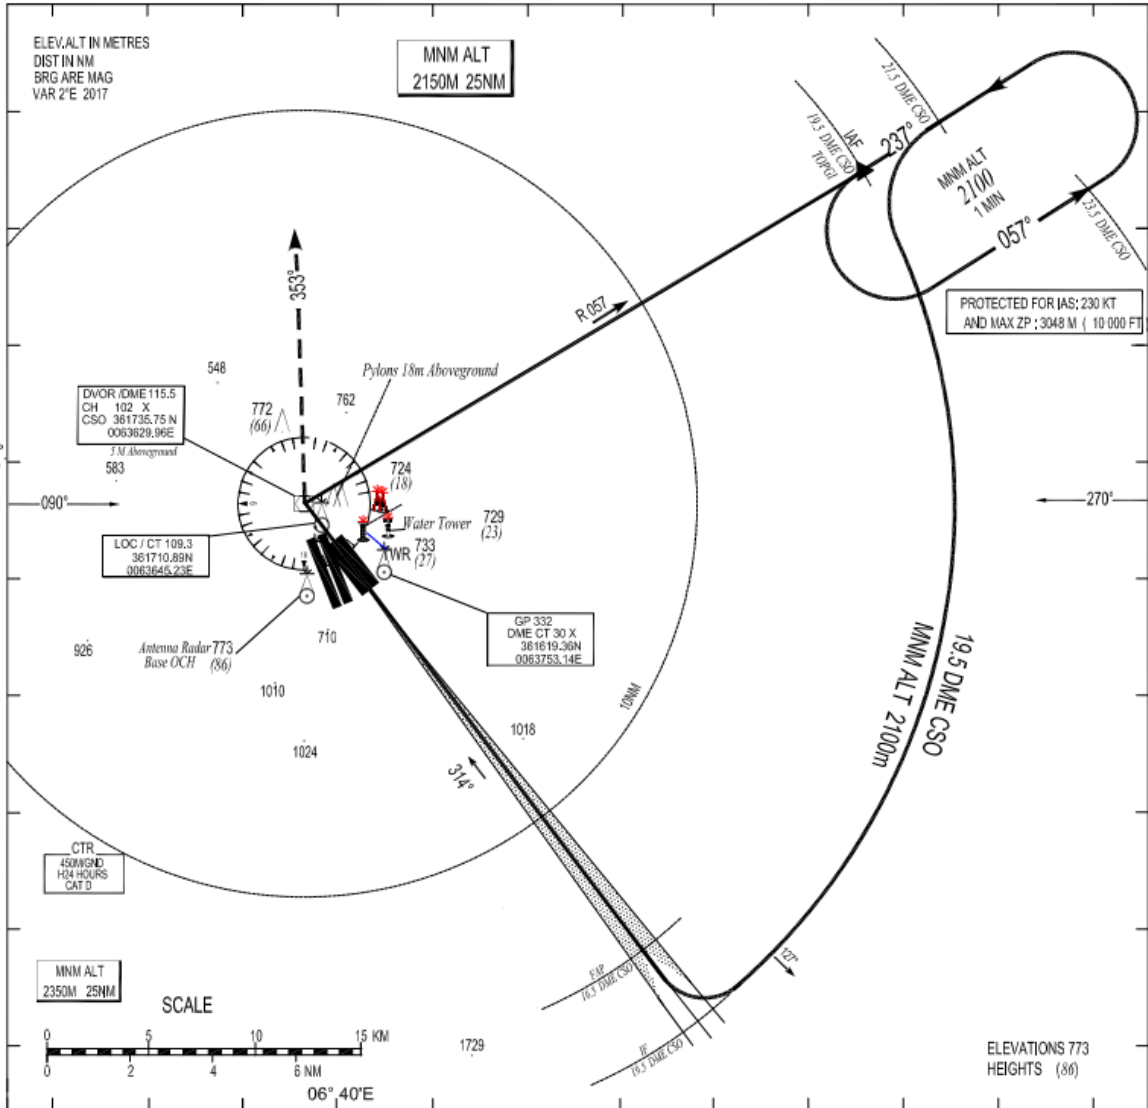 ELEV.ALT IN METRES
DIST IN NM
BRG ARE MAG
VAR 2°E 2017
MNM ALT
2150M 25NM
21.5 DME CSO
IAF
19.5 DME CSO
TOPGI
237°
MNM ALT
2100
1 MIN
057°
23.5 DME CSO
PROTECTED FOR IAS; 230 KT
AND MAX ZP ; 3048 M ( 10 000 FT
353°
R 057
548
Pylons 18m Aboveground
DVOR /DME 115.5
CH 102 X
CSO 361735.75 N
0063629.96E
5 M Aboveground
772
(66)
762
583
724
(18)
090°
270°
Water Tower
729
(23)
LOC / CT 109.3
361710.89N
0063645.23E
TWR
733
(27)
18
GP 332
DME CT 30 X
361619.36N
0063753.14E
710
926
Antenna Radar 773
Base OCH (86)
1010
10NM
1018
1024
314°
19.5 DME CSO
MNM ALT 2100m
CTR
450M/GND
H24 HOURS
CAT D
127°
FAP
16.5 DME CSO
IF
19.5 DME CSO
MNM ALT
2350M 25NM
SCALE
0 5 10 15 KM
0 2 4 6 NM
06° 40'E
1729
ELEVATIONS 773
HEIGHTS (86)